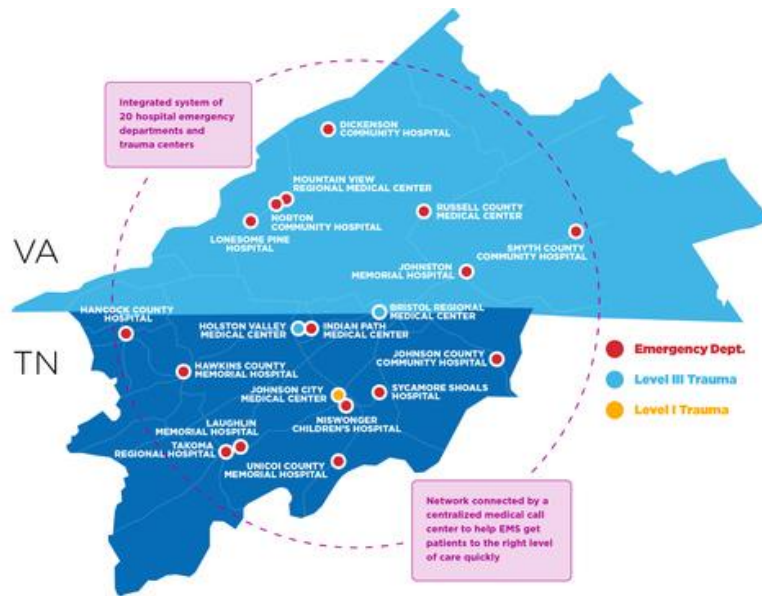 Integrated system of
20 hospital emergency
departments and
trauma centers
DICKENSON
COMMUNITY HOSPITAL
MOUNTAIN VIEW
REGIONAL MEDICAL CENTER
NORTON
COMMUNITY HOSPITAL
LONESOME PINE
HOSPITAL
RUSSELL COUNTY
MEDICAL CENTER
SMYTH COUNTY
COMMUNITY HOSPITAL
JOHNSTON
MEMORIAL HOSPITAL
VA
BRISTOL REGIONAL
MEDICAL CENTER
HANCOCK COUNTY
HOSPITAL
HOLSTON VALLEY
MEDICAL CENTER
INDIAN PATH
MEDICAL CENTER
TN
JOHNSON COUNTY
COMMUNITY HOSPITAL
HAWKINS COUNTY
MEMORIAL HOSPITAL
JOHNSON CITY
MEDICAL CENTER
SYCAMORE SHOALS
HOSPITAL
NISWONGER
CHILDREN'S HOSPITAL
LAUGHLIN
MEMORIAL HOSPITAL
TAKOMA
REGIONAL HOSPITAL
UNICOI COUNTY
MEMORIAL HOSPITAL
Emergency Dept.
Level III Trauma
Level I Trauma
Network connected by a
centralized medical call
center to help EMS get
patients to the right level
of care quickly